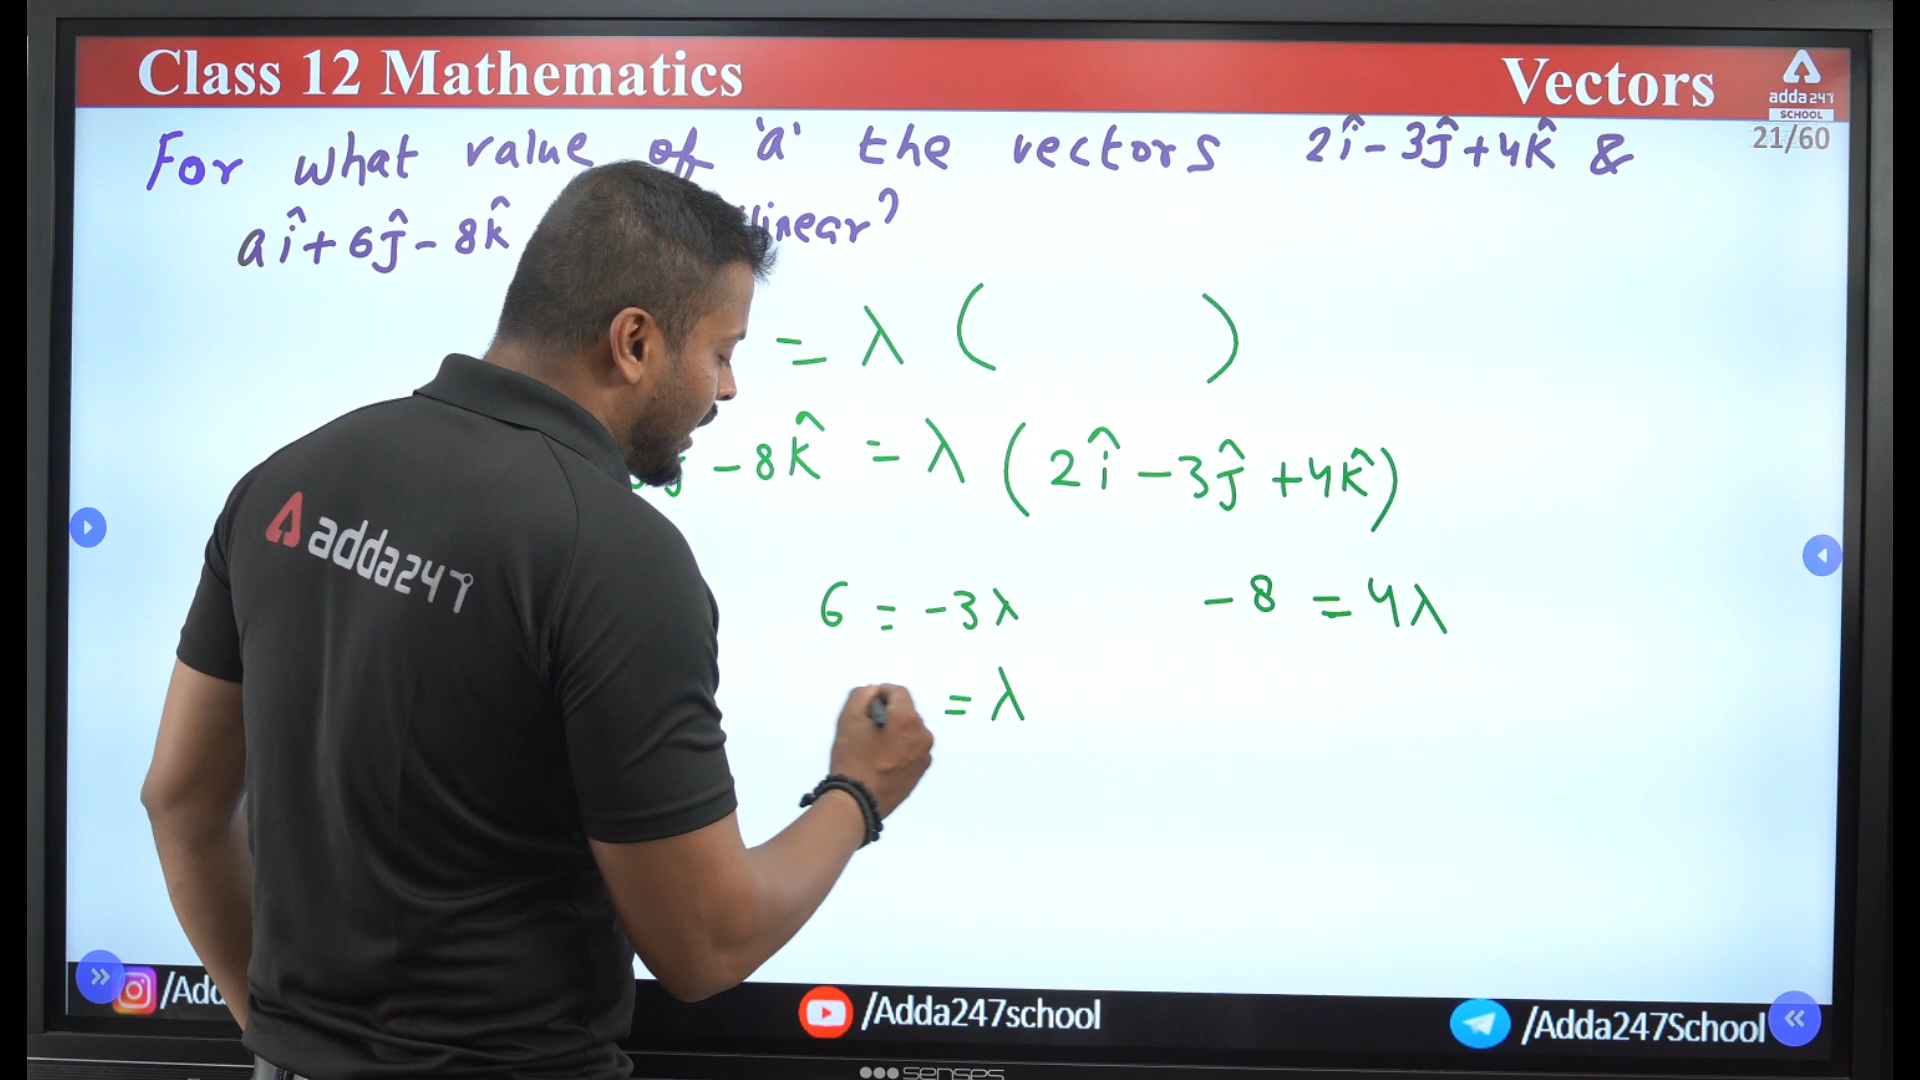 Class 12 Mathematics Vectors
adda247
SCHOOL
21/60
For what value of 'a' the vectors 2î - 3ĵ + 4k̂ &
aî + 6ĵ - 8k̂
= λ ( )
- 8k̂ = λ (2î - 3ĵ + 4k̂)
6 = -3λ -8 = 4λ
= λ
adda247
/Adda247school /Adda247School
senses